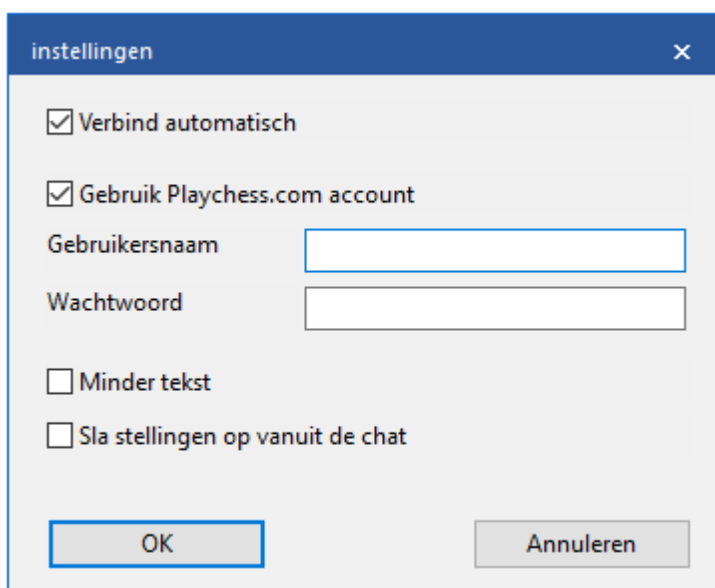 instellingen
Verbind automatisch
Gebruik Playchess.com account
Gebruikersnaam
Wachtwoord
Minder tekst
Sla stellingen op vanuit de chat
OK Annuleren